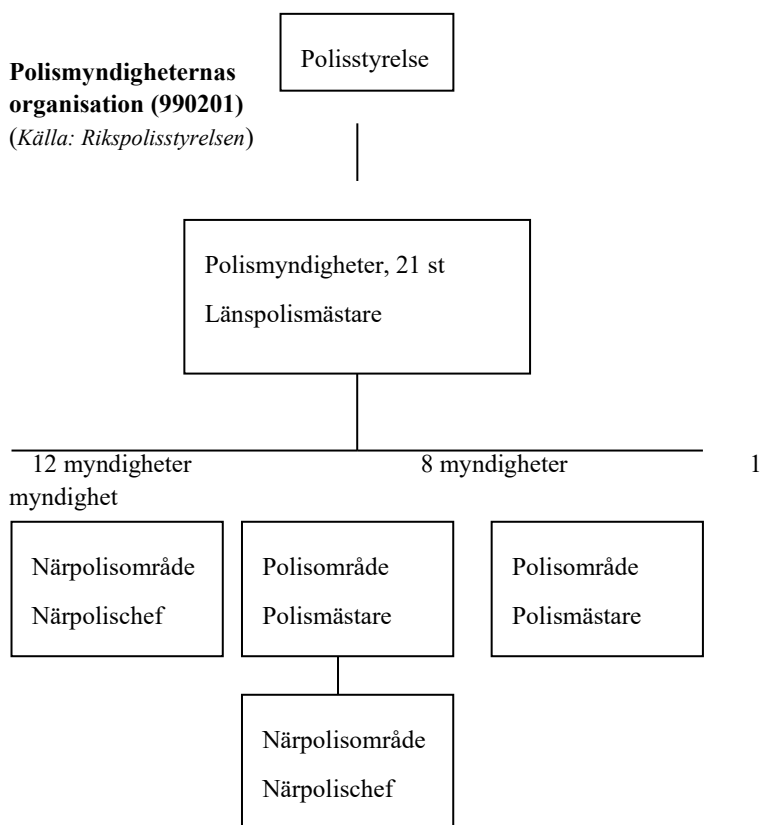 Polisstyrelse
Polismyndigheternas
organisation (990201)
(Källa: Rikspolisstyrelsen)
Polismyndigheter, 21 st
Länspolismästare
12 myndigheter 8 myndigheter 1
myndighet
Närpolisområde
Närpolischef
Polisområde
Polismästare
Polisområde
Polismästare
Närpolisområde
Närpolischef